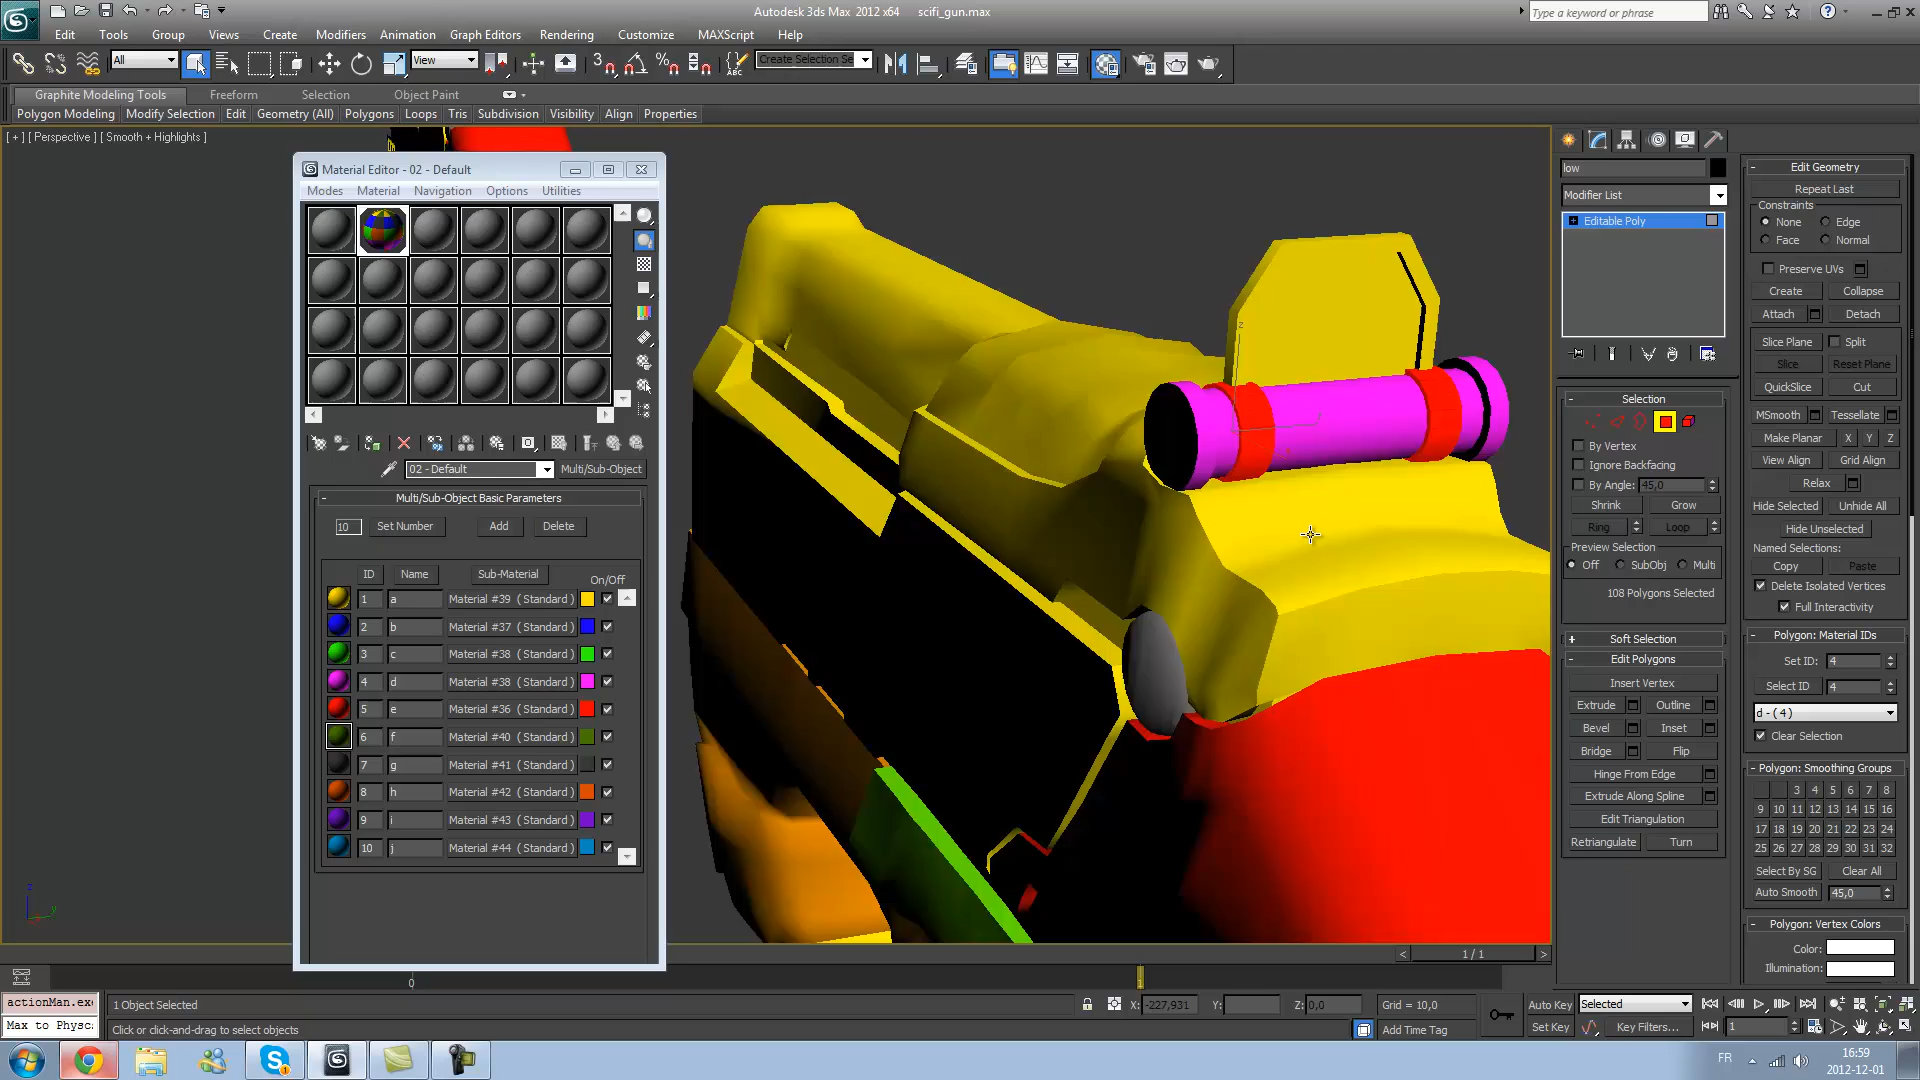 Autodesk 3ds Max 2012 x64 scifi_gun.max
Type a keyword or phrase
Edit Tools Group Views Create Modifiers Animation Graph Editors Rendering Customize MAXScript Help
All View 3 Create Selection Se
Graphite Modeling Tools Freeform Selection Object Paint
Polygon Modeling Modify Selection Edit Geometry (All) Polygons Loops Tris Subdivision Visibility Align Properties
[ + ] [ Perspective ] [ Smooth + Highlights ]
Material Editor - 02 - Default
Modes Material Navigation Options Utilities
02 - Default Multi/Sub-Object
Multi/Sub-Object Basic Parameters
10 Set Number Add Delete
ID Name Sub-Material On/Off
1 a Material #39 ( Standard )
2 b Material #37 ( Standard )
3 c Material #38 ( Standard )
4 d Material #38 ( Standard )
5 e Material #36 ( Standard )
6 f Material #40 ( Standard )
7 g Material #41 ( Standard )
8 h Material #42 ( Standard )
9 i Material #43 ( Standard )
10 j Material #44 ( Standard )
low
Modifier List
Editable Poly
Selection
By Vertex
Ignore Backfacing
By Angle: 45,0
Shrink Grow
Ring Loop
Preview Selection
Off SubObj Multi
108 Polygons Selected
Soft Selection
Edit Polygons
Insert Vertex
Extrude Outline
Bevel Inset
Bridge Flip
Hinge From Edge
Extrude Along Spline
Edit Triangulation
Retriangulate Turn
Edit Geometry
Repeat Last
Constraints
None Edge
Face Normal
Preserve UVs
Create Collapse
Attach Detach
Slice Plane Split
Slice Reset Plane
QuickSlice Cut
MSmooth Tessellate
Make Planar X Y Z
View Align Grid Align
Relax
Hide Selected Unhide All
Hide Unselected
Named Selections:
Copy Paste
Delete Isolated Vertices
Full Interactivity
Polygon: Material IDs
Set ID: 4
Select ID 4
d - ( 4 )
Clear Selection
Polygon: Smoothing Groups
3 4 5 6 7 8
9 10 11 12 13 14 15 16
17 18 19 20 21 22 23 24
25 26 27 28 29 30 31 32
Select By SG Clear All
Auto Smooth 45,0
Polygon: Vertex Colors
Color:
Illumination:
z
z
y
< 1 / 1 >
0
actionMan.exe
Max to Physc:
1 Object Selected
Click or click-and-drag to select objects
X: -227,931 Y: Z: 0,0 Grid = 10,0
Add Time Tag
Auto Key Selected
Set Key Key Filters... 1
FR 16:59
2012-12-01